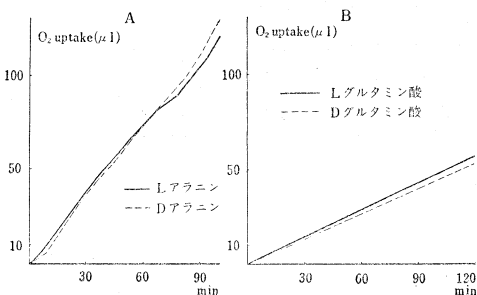 A
O₂ uptake(μl)
100
50
10
30
60
90
min
Lアラニン
Dアラニン
B
O₂ uptake(μl)
100
50
10
30
60
90
120
min
Lグルタミン酸
Dグルタミン酸